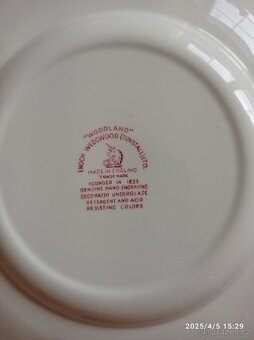 "WOODLAND"
ENOCH WEDGWOOD (TUNSTALL) LTD.
MADE IN ENGLAND
TRADE MARK
FOUNDED IN 1835
GENUINE HAND ENGRAVING
DECORATED UNDERGLAZE
DETERGENT AND ACID
RESISTING COLORS
2025/4/5 15:29